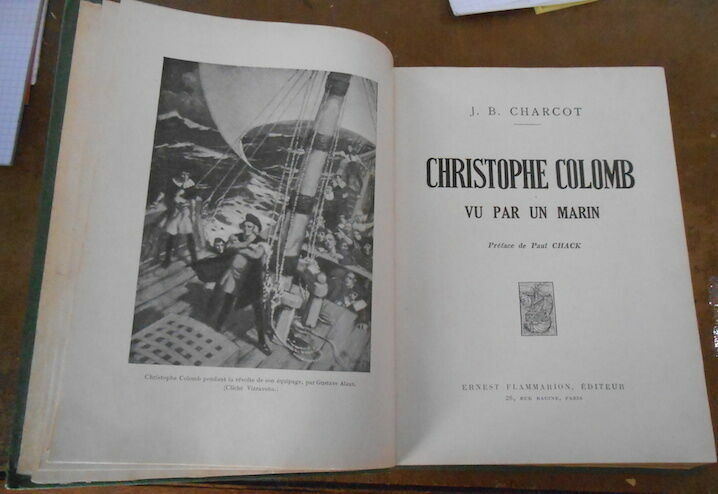 Christophe Colomb pendant la révolte de son équipage, par Gustave Alaux.
(Cliché Vizzavona.)
J. B. CHARCOT
CHRISTOPHE COLOMB
VU PAR UN MARIN
Préface de Paul CHACK
ERNEST FLAMMARION, ÉDITEUR
26, RUE RACINE, PARIS